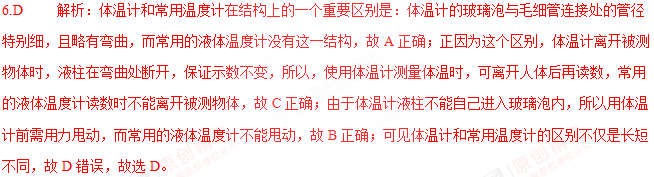 6.D 解析：体温计和常用温度计在结构上的一个重要区别是：体温计的玻璃泡与毛细管连接处的管径
特别细，且略有弯曲，而常用的液体温度计没有这一结构，故 A 正确；正因为这个区别，体温计离开被测
物体时，液柱在弯曲处断开，保证示数不变，所以，使用体温计测量体温时，可离开人体后再读数，常用
的液体温度计读数时不能离开被测物体，故 C 正确；由于体温计液柱不能自己进入玻璃泡内，所以用体温
计前需用力甩动，而常用的液体温度计不能甩动，故 B 正确；可见体温计和常用温度计的区别不仅是长短
不同，故 D 错误，故选 D。